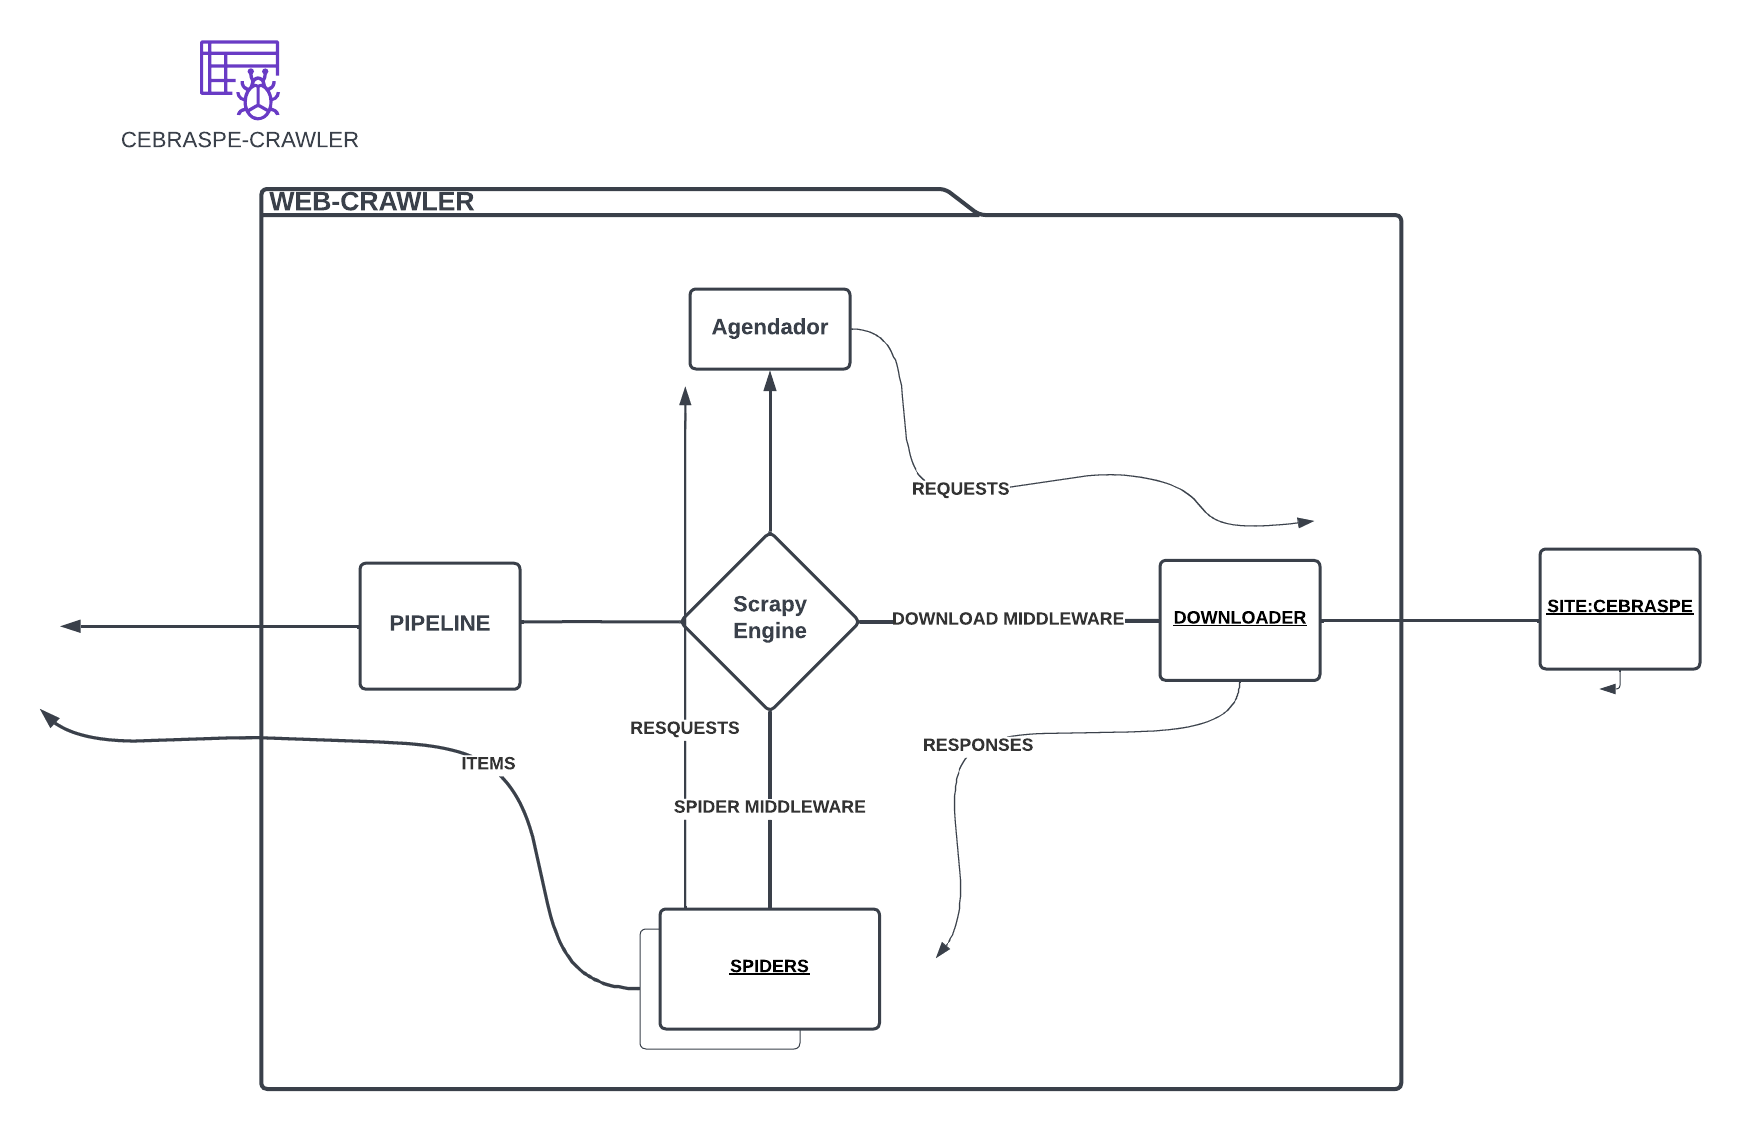 CEBRASPE-CRAWLER
WEB-CRAWLER
Agendador
REQUESTS
PIPELINE
Scrapy
Engine
DOWNLOAD MIDDLEWARE
DOWNLOADER
SITE:CEBRASPE
RESQUESTS
RESPONSES
ITEMS
SPIDER MIDDLEWARE
SPIDERS